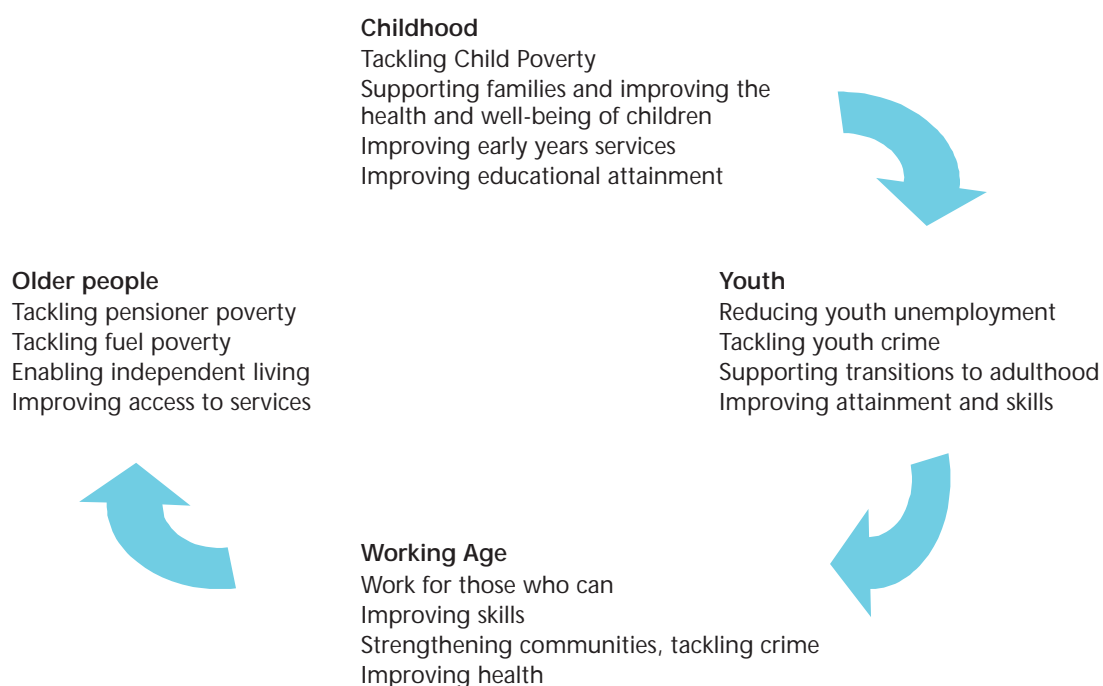 Childhood
Tackling Child Poverty
Supporting families and improving the
health and well-being of children
Improving early years services
Improving educational attainment
Older people
Tackling pensioner poverty
Tackling fuel poverty
Enabling independent living
Improving access to services
Youth
Reducing youth unemployment
Tackling youth crime
Supporting transitions to adulthood
Improving attainment and skills
Working Age
Work for those who can
Improving skills
Strengthening communities, tackling crime
Improving health